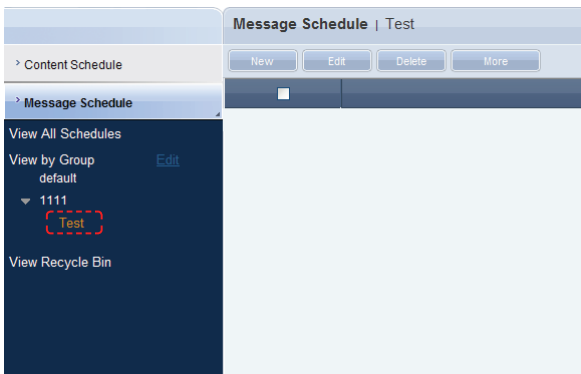 Message Schedule | Test
Content Schedule
New Edit Delete More
Message Schedule
View All Schedules
View by Group Edit
default
1111
Test
View Recycle Bin